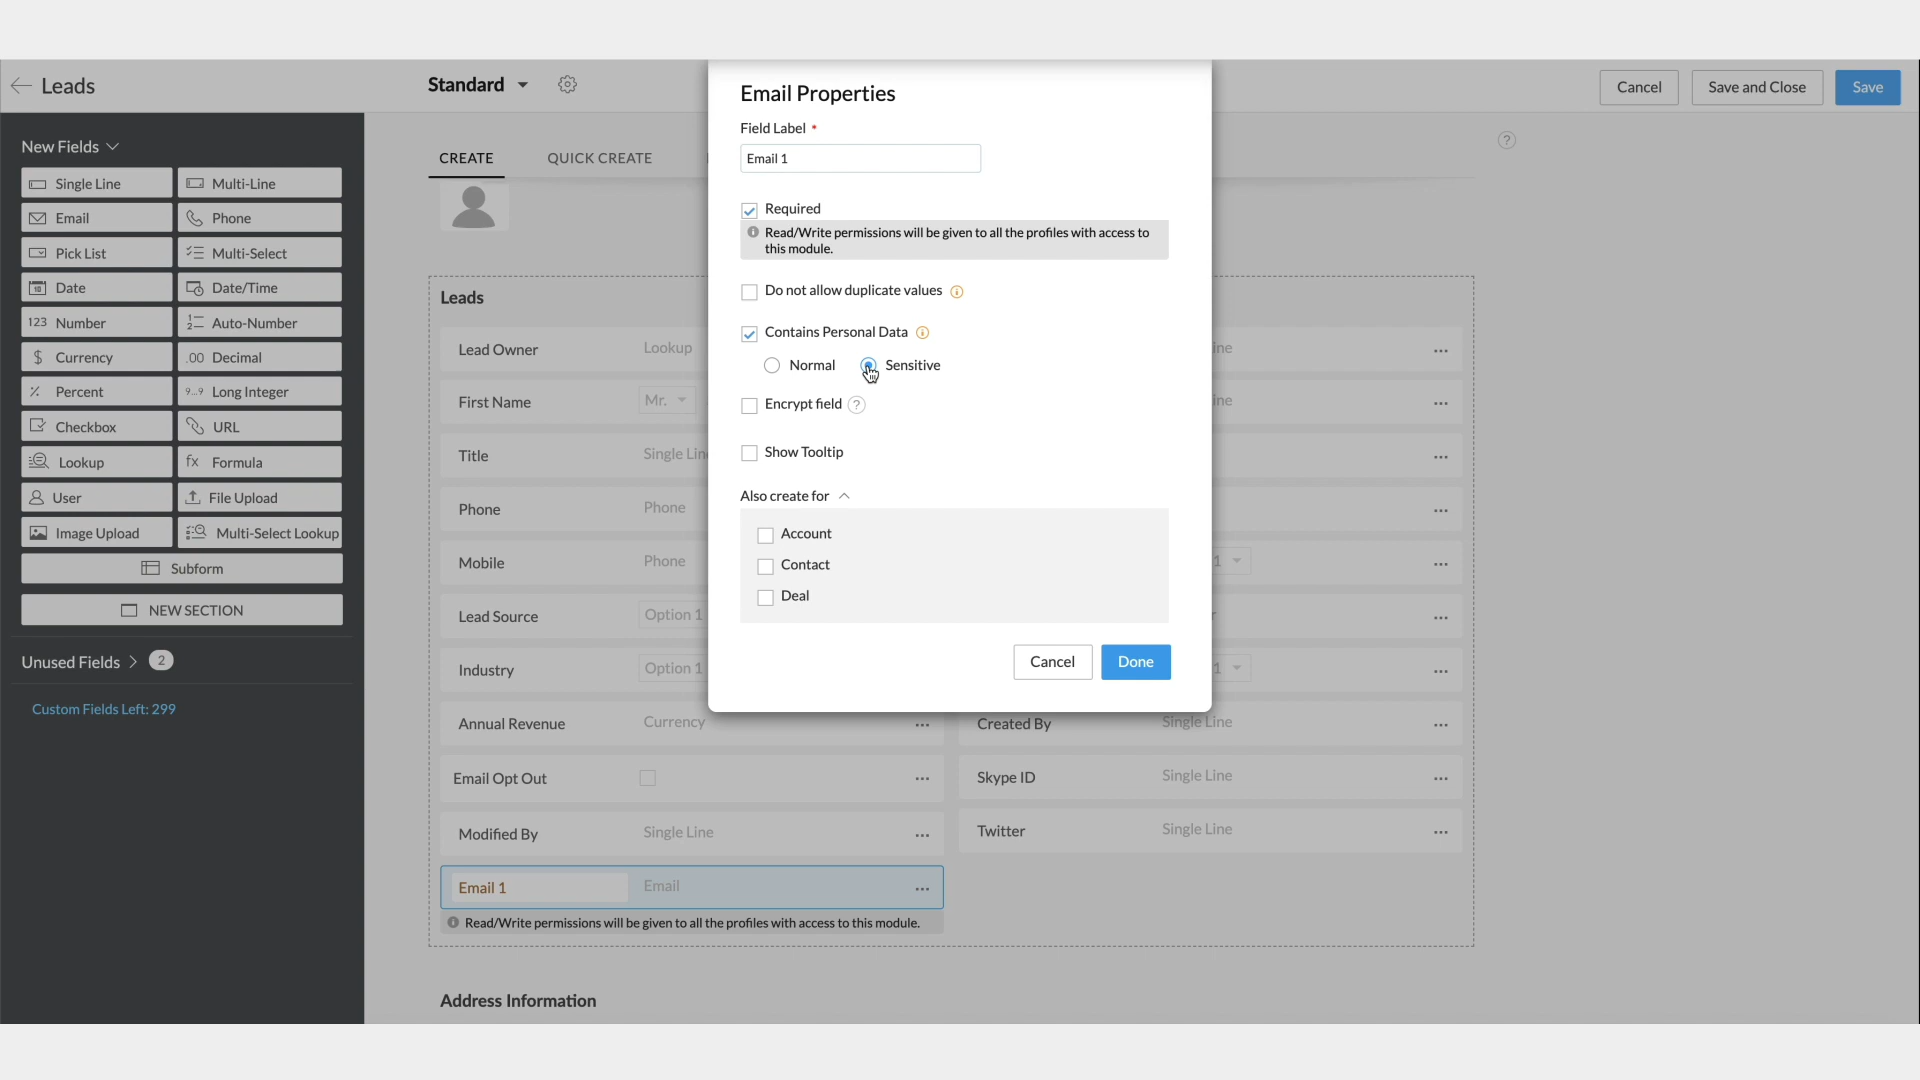 Leads
Standard
Cancel
Save and Close
Save
New Fields
Single Line
Multi-Line
Email
Phone
Pick List
Multi-Select
Date
Date/Time
123 Number
Auto-Number
$ Currency
.00 Decimal
Percent
9..9 Long Integer
Checkbox
URL
Lookup
fx Formula
User
File Upload
Image Upload
Multi-Select Lookup
Subform
NEW SECTION
Unused Fields
2
Custom Fields Left: 299
CREATE
QUICK CREATE
Leads
Lead Owner
Lookup
First Name
Mr.
Title
Phone
Phone
Mobile
Phone
Lead Source
Option 1
Industry
Option 1
Annual Revenue
Currency
Created By
Single Line
Email Opt Out
Skype ID
Single Line
Modified By
Single Line
Twitter
Single Line
Email 1
Email
Read/Write permissions will be given to all the profiles with access to this module.
Address Information
Email Properties
Field Label *
Email 1
Required
Read/Write permissions will be given to all the profiles with access to
this module.
Do not allow duplicate values
Contains Personal Data
Normal
Sensitive
Encrypt field ?
Show Tooltip
Also create for
Account
Contact
Deal
Cancel
Done
?